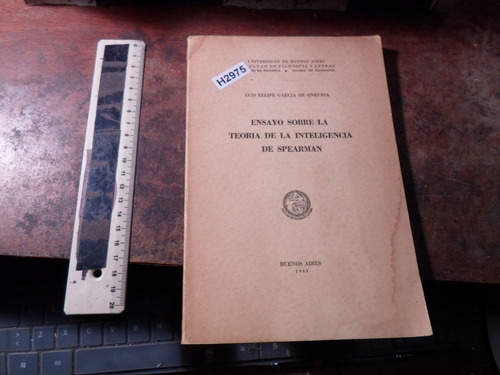 H2975
UNIVERSIDAD DE BUENOS AIRES
FACULTAD DE FILOSOFIA Y LETRAS
LUIS FELIPE GARCIA DE ONRUBIA
ENSAYO SOBRE LA
TEORIA DE LA INTELIGENCIA
DE SPEARMAN
BUENOS AIRES
1949